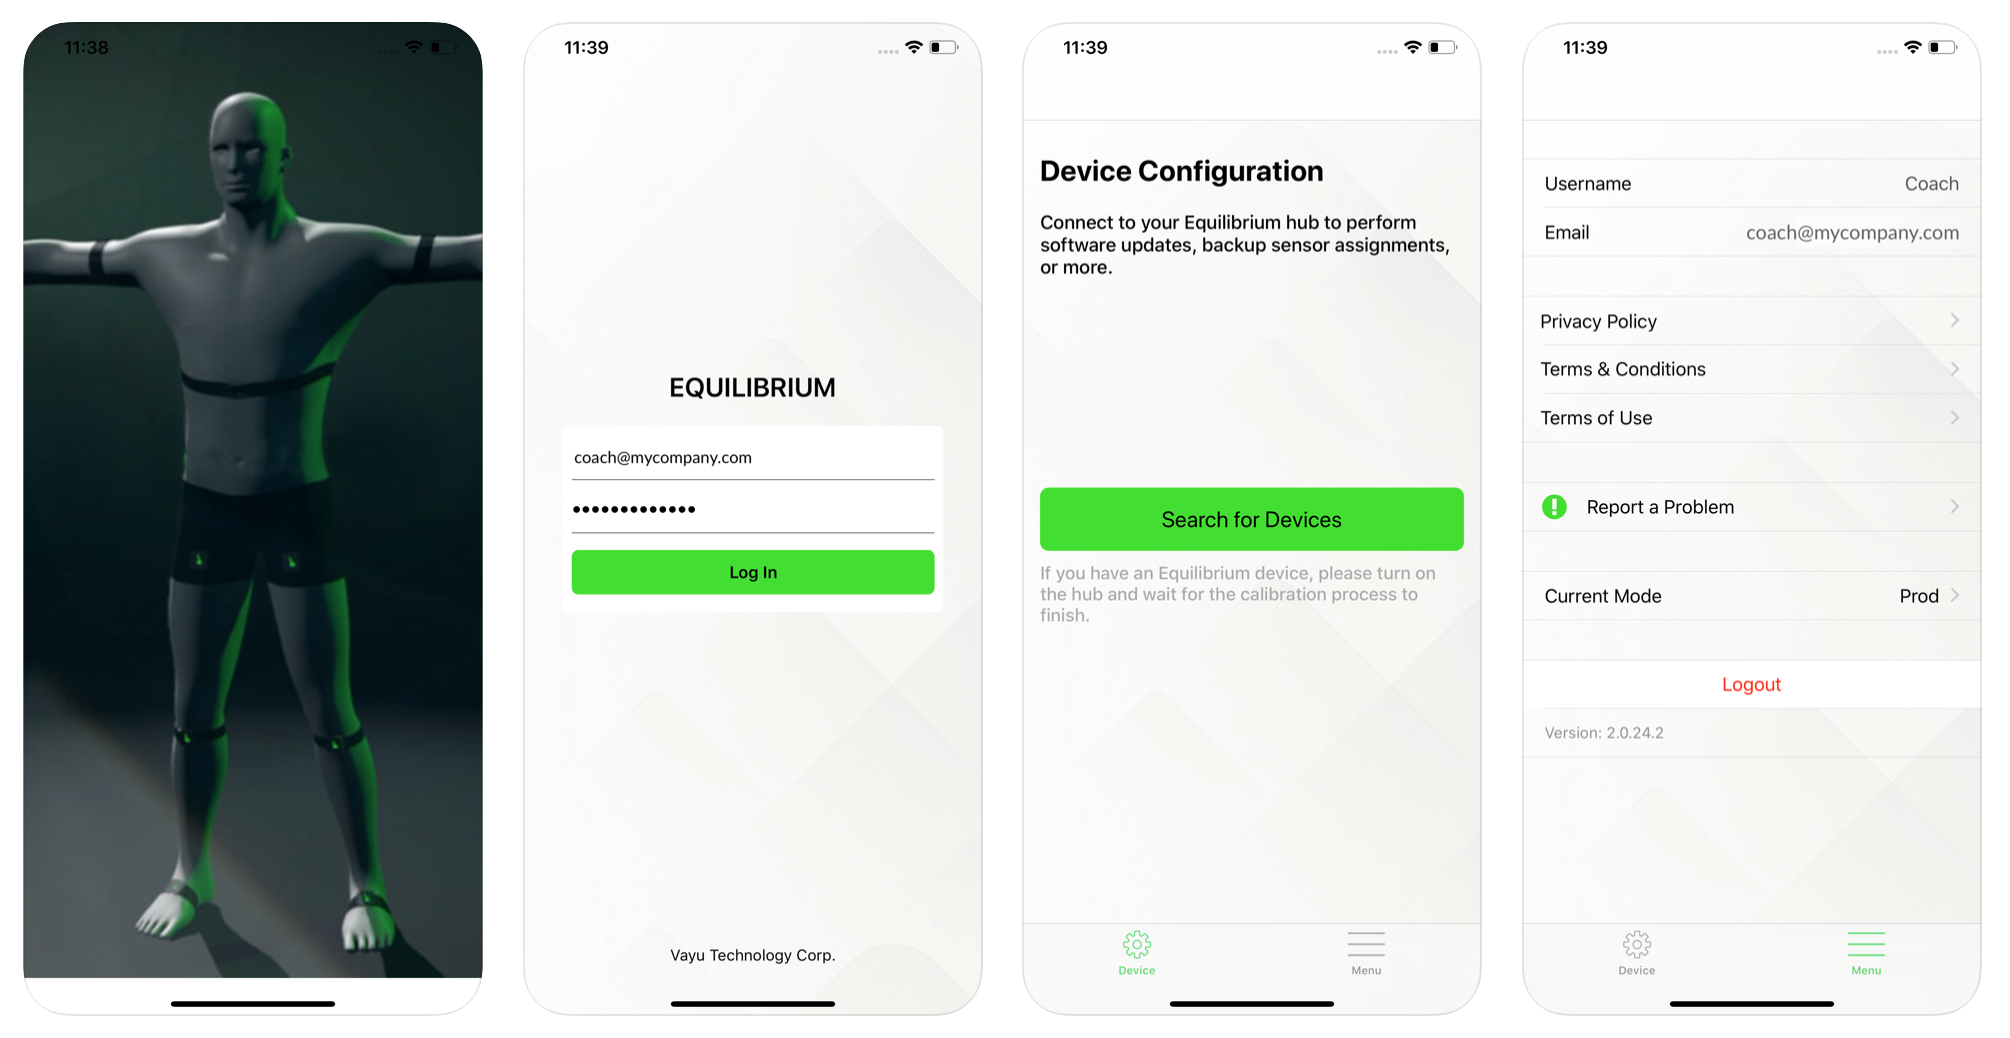 11:38
11:39
EQUILIBRIUM
coach@mycompany.com
•••••••••••••
Log In
Vayu Technology Corp.
11:39
Device Configuration
Connect to your Equilibrium hub to perform
software updates, backup sensor assignments,
or more.
Search for Devices
If you have an Equilibrium device, please turn on
the hub and wait for the calibration process to
finish.
Device
Menu
11:39
Username
Coach
Email
coach@mycompany.com
Privacy Policy
Terms & Conditions
Terms of Use
Report a Problem
Current Mode
Prod
Logout
Version: 2.0.24.2
Device
Menu